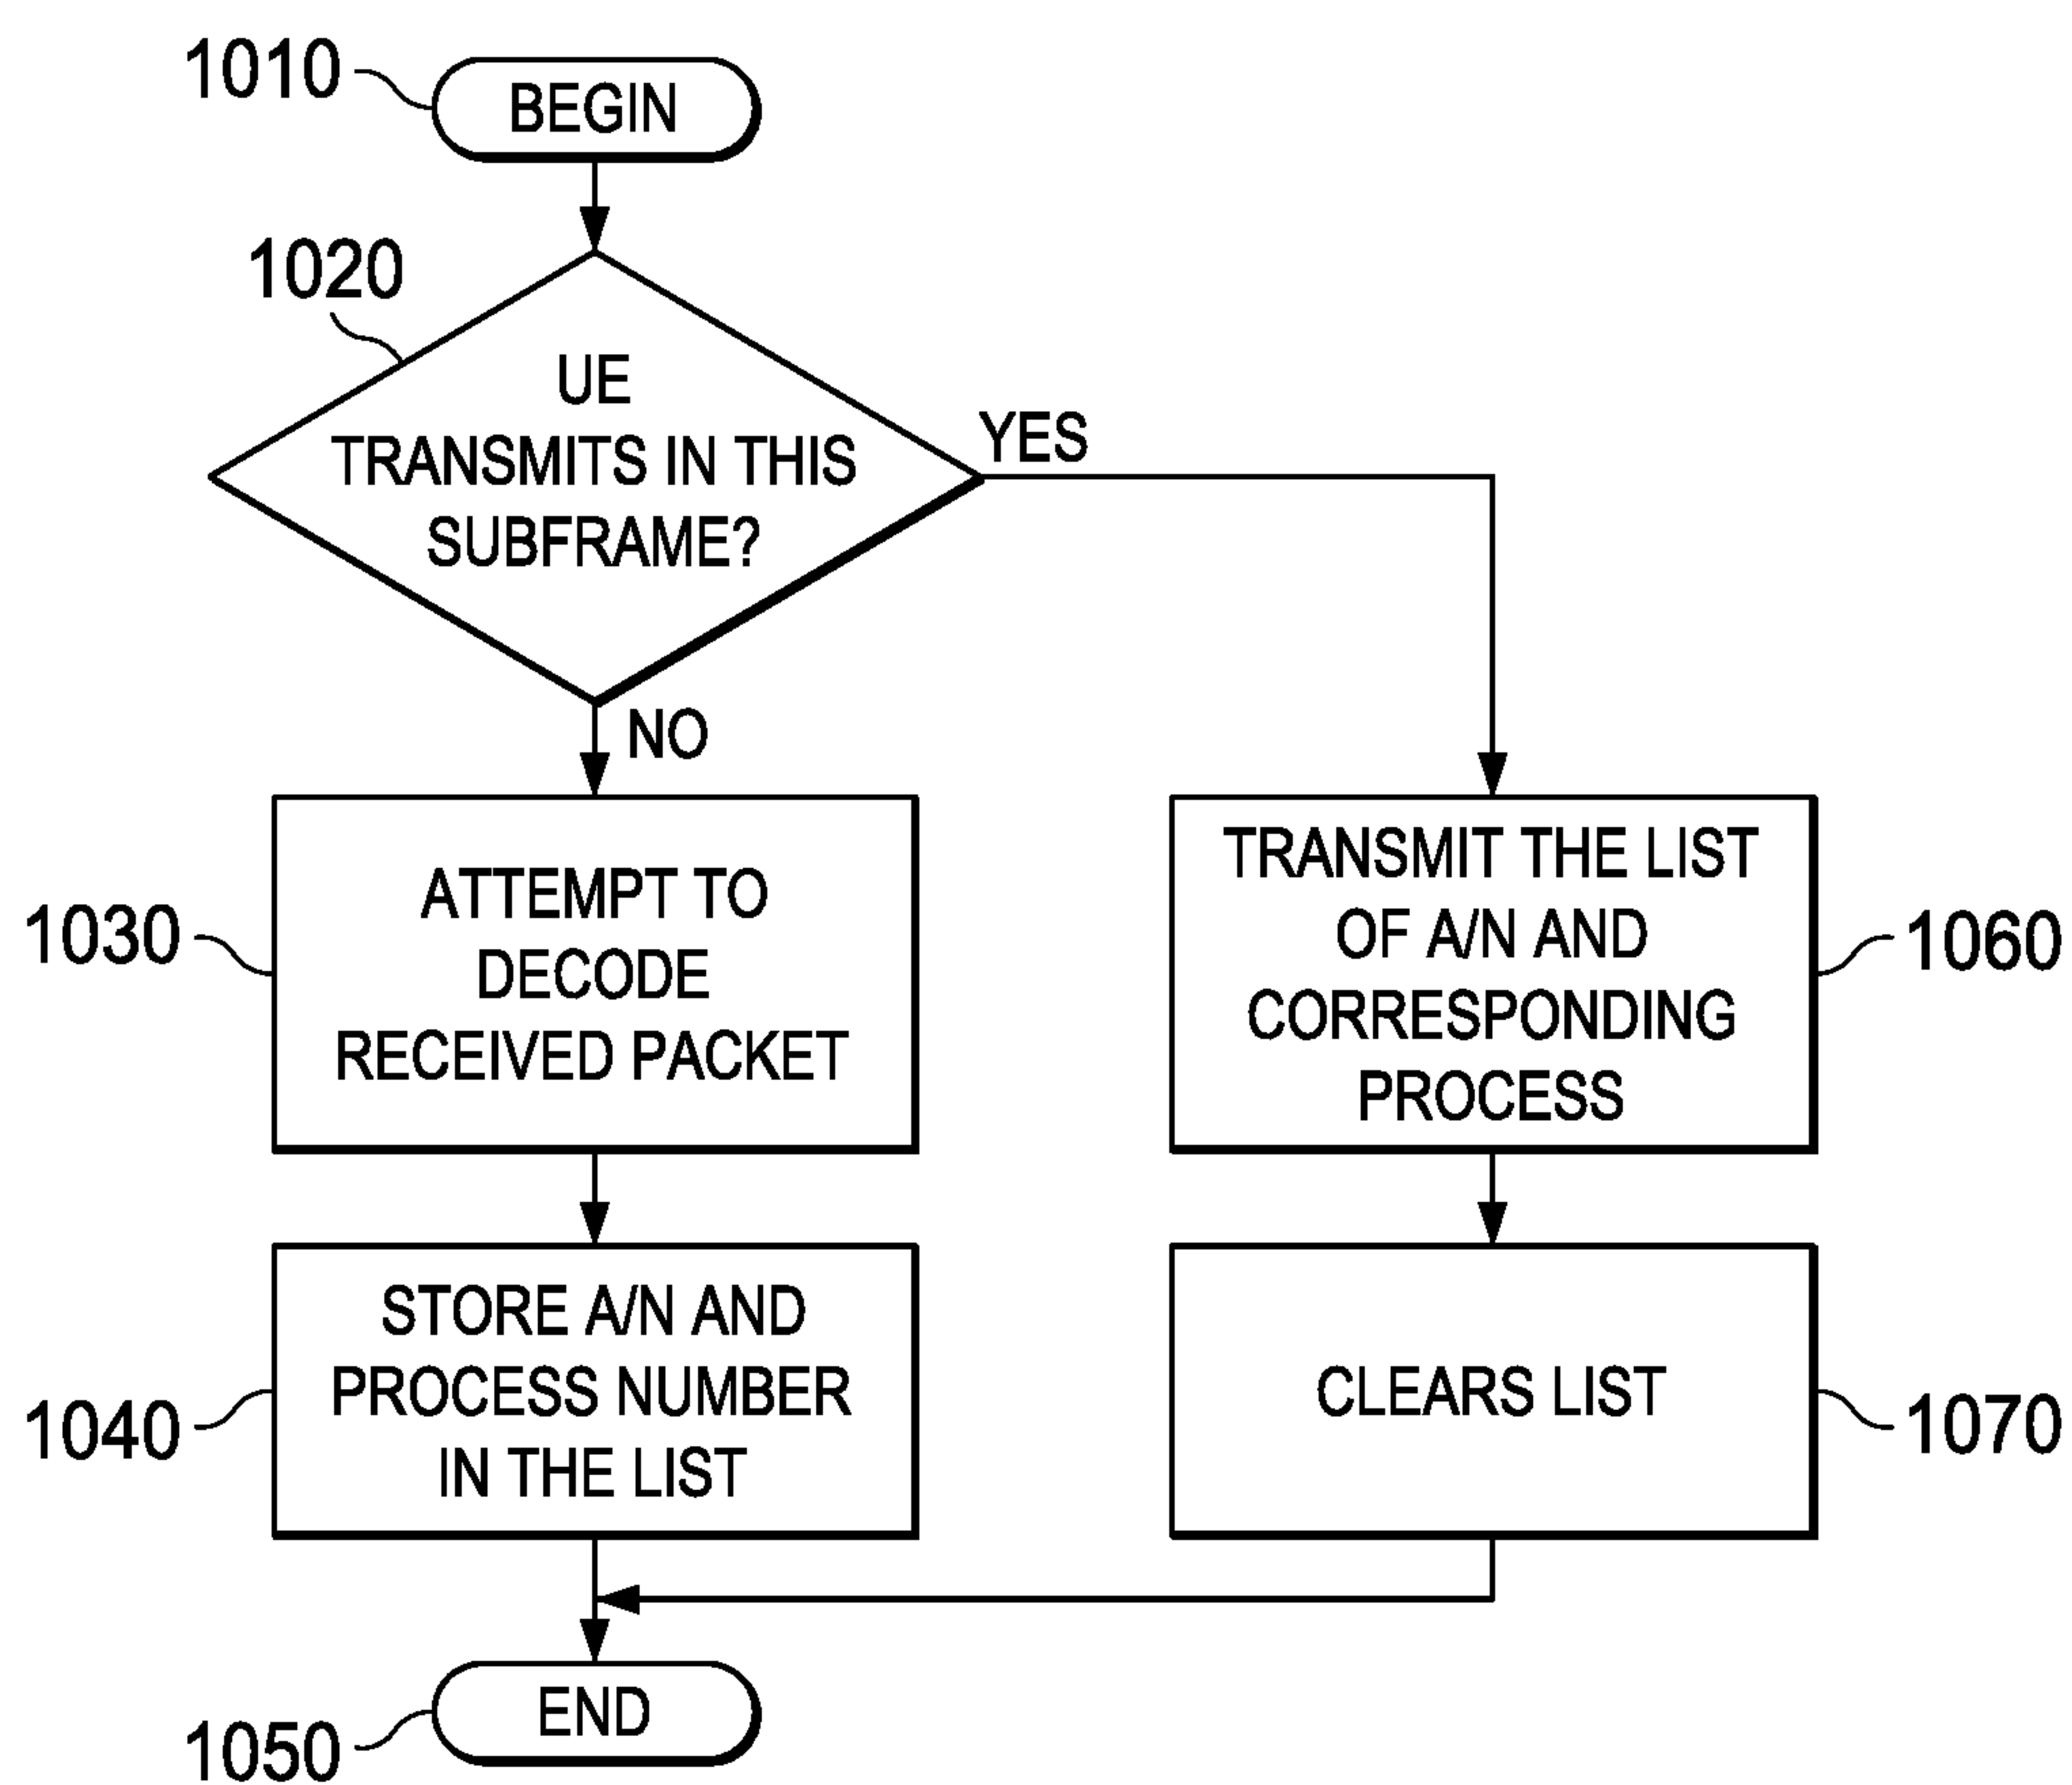 1010
BEGIN
1020
UE
TRANSMITS IN THIS
SUBFRAME?
YES
NO
1030
ATTEMPT TO
DECODE
RECEIVED PACKET
TRANSMIT THE LIST
OF A/N AND
CORRESPONDING
PROCESS
1060
1040
STORE A/N AND
PROCESS NUMBER
IN THE LIST
CLEARS LIST
1070
END
1050